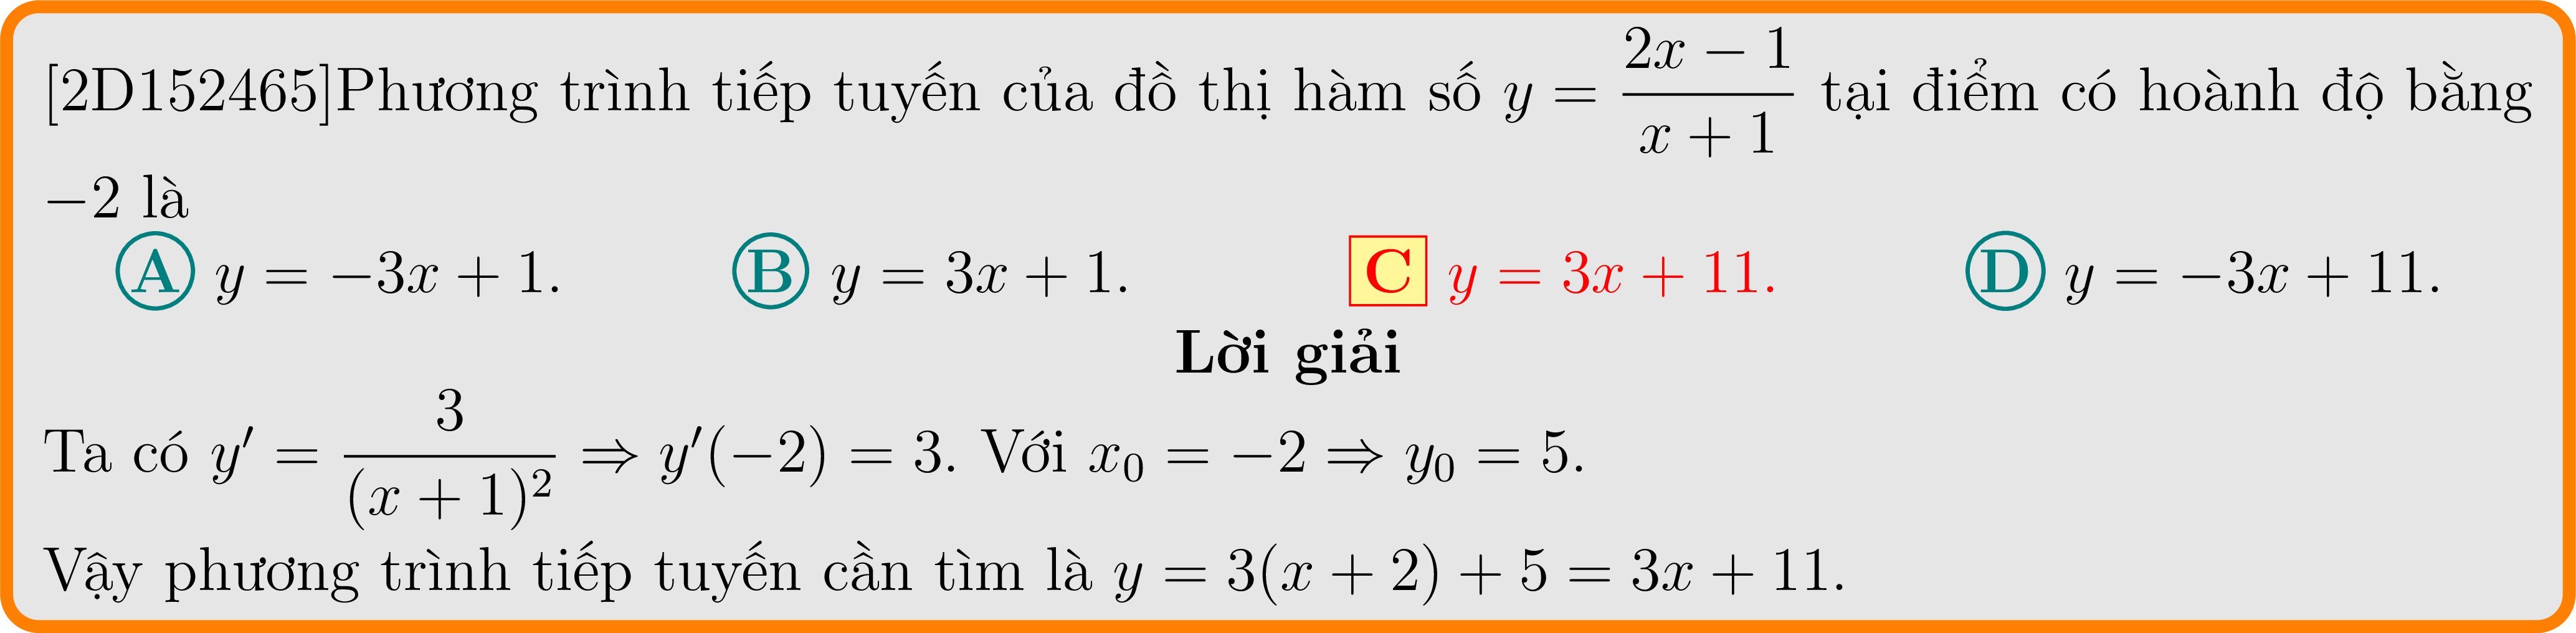 [2D152465]Phương trình tiếp tuyến của đồ thị hàm số $y = \dfrac{2x-1}{x+1}$ tại điểm có hoành độ bằng
−2 là
A y = −3x + 1. B y = 3x + 1. C y = 3x + 11. D y = −3x + 11.
Lời giải
Ta có $y' = \dfrac{3}{(x+1)^2} \Rightarrow y'(-2) = 3$. Với $x_0 = -2 \Rightarrow y_0 = 5$.
Vậy phương trình tiếp tuyến cần tìm là y = 3(x + 2) + 5 = 3x + 11.